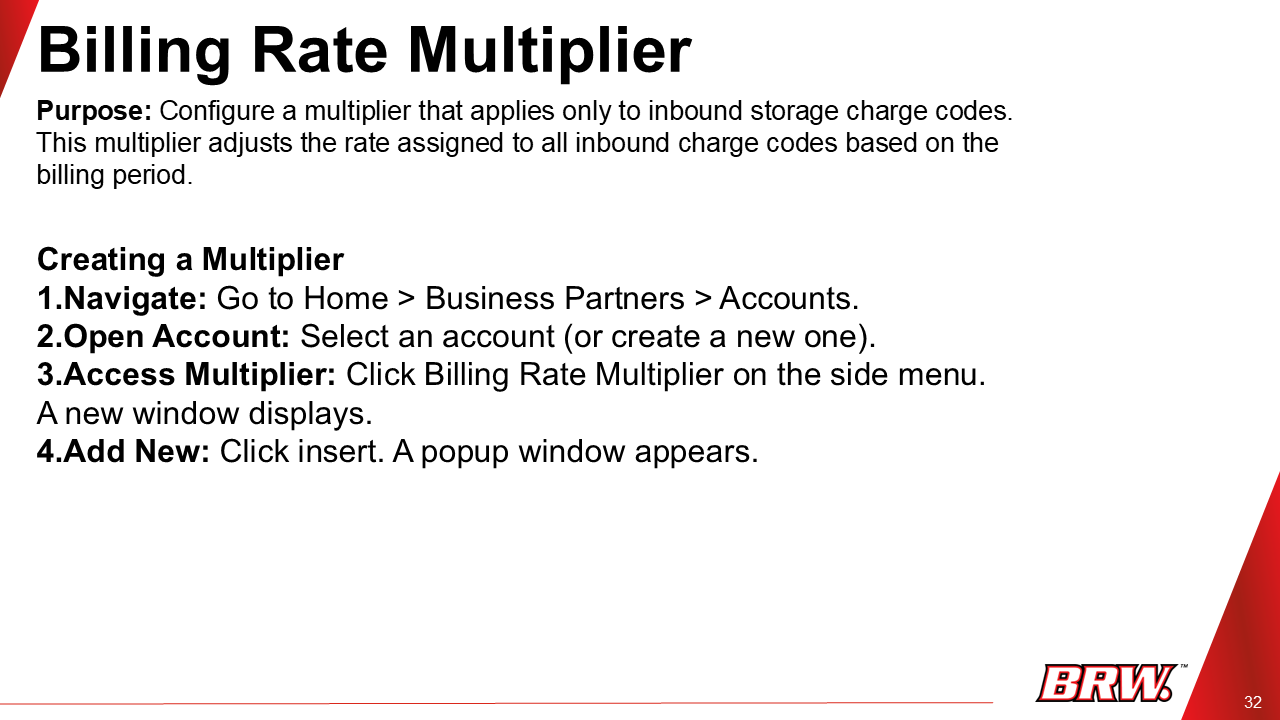 Billing Rate Multiplier
Purpose: Configure a multiplier that applies only to inbound storage charge codes.
This multiplier adjusts the rate assigned to all inbound charge codes based on the
billing period.
Creating a Multiplier
1.Navigate: Go to Home > Business Partners > Accounts.
2.Open Account: Select an account (or create a new one).
3.Access Multiplier: Click Billing Rate Multiplier on the side menu.
A new window displays.
4.Add New: Click insert. A popup window appears.
BRW.™
32